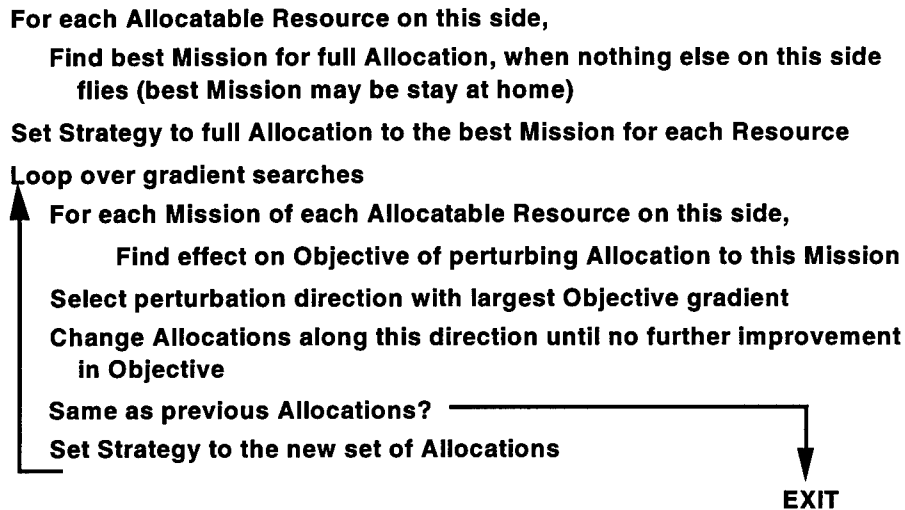 For each Allocatable Resource on this side,
Find best Mission for full Allocation, when nothing else on this side
flies (best Mission may be stay at home)
Set Strategy to full Allocation to the best Mission for each Resource
Loop over gradient searches
For each Mission of each Allocatable Resource on this side,
Find effect on Objective of perturbing Allocation to this Mission
Select perturbation direction with largest Objective gradient
Change Allocations along this direction until no further improvement
in Objective
Same as previous Allocations?
Set Strategy to the new set of Allocations
EXIT